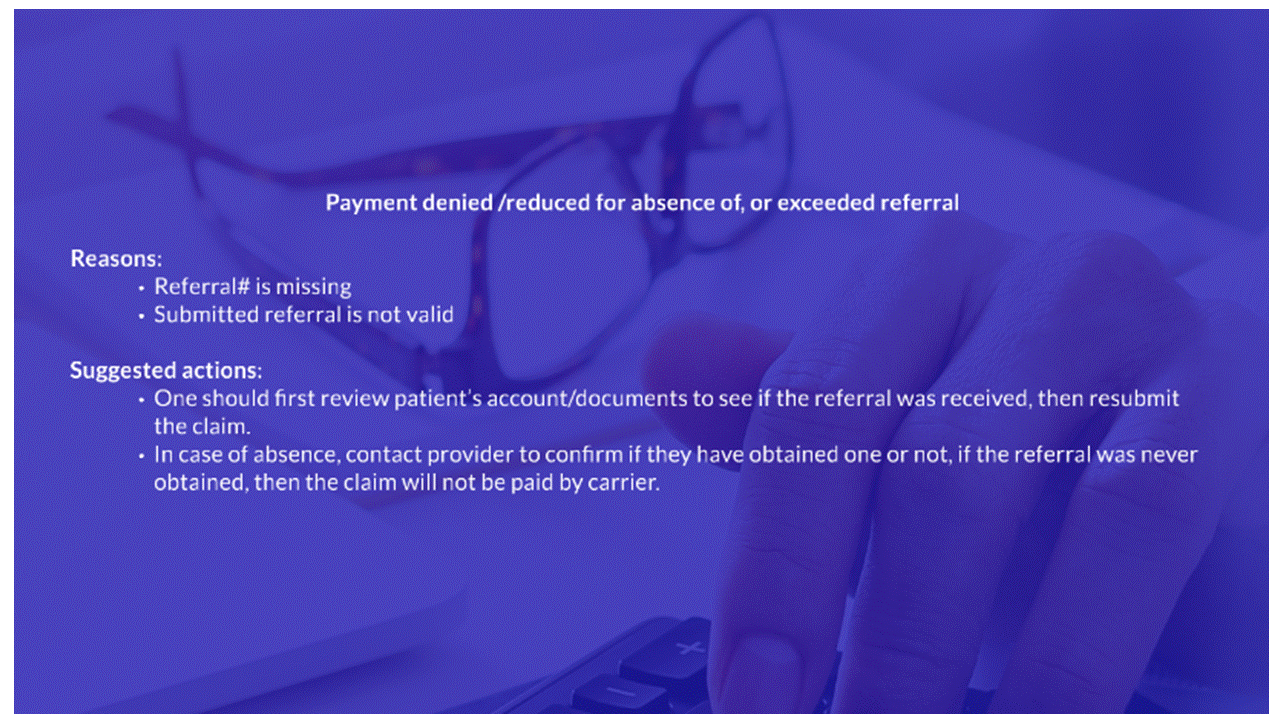 Payment denied /reduced for absence of, or exceeded referral
Reasons:
• Referral# is missing
• Submitted referral is not valid
Suggested actions:
• One should first review patient's account/documents to see if the referral was received, then resubmit
the claim.
• In case of absence, contact provider to confirm if they have obtained one or not, if the referral was never
obtained, then the claim will not be paid by carrier.
+
−